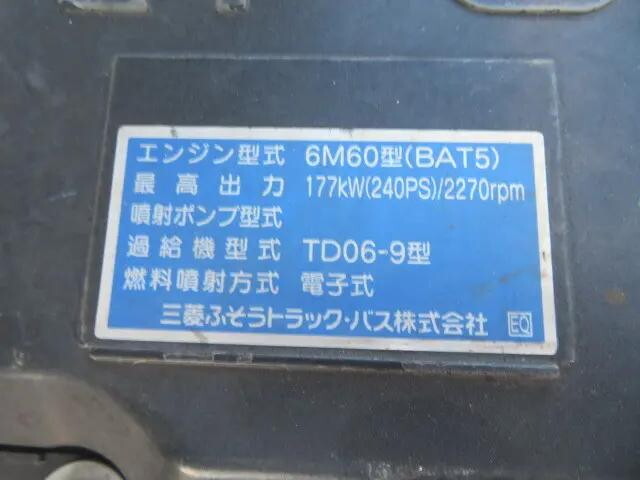 エンジン型式 6M60型(BAT5)
最高出力 177kW(240PS)/2270rpm
噴射ポンプ型式
過給機型式 TD06-9型
燃料噴射方式 電子式
三菱ふそうトラック・バス株式会社 EQ